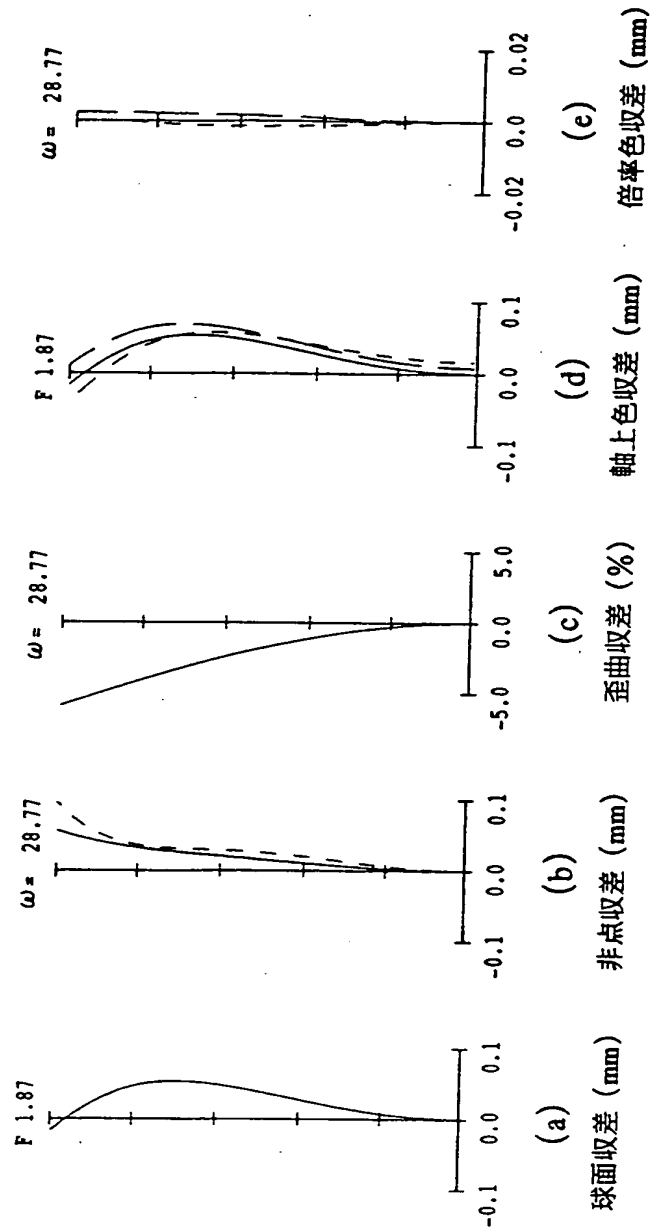 F 1.87
-0.1 0.0 0.1
(a)
球面収差 (mm)
ω= 28.77
-0.1 0.0 0.1
(b)
非点収差 (mm)
ω= 28.77
-5.0 0.0 5.0
(c)
歪曲収差 (%)
F 1.87
-0.1 0.0 0.1
(d)
軸上色収差 (mm)
ω= 28.77
-0.02 0.0 0.02
(e)
倍率色収差 (mm)